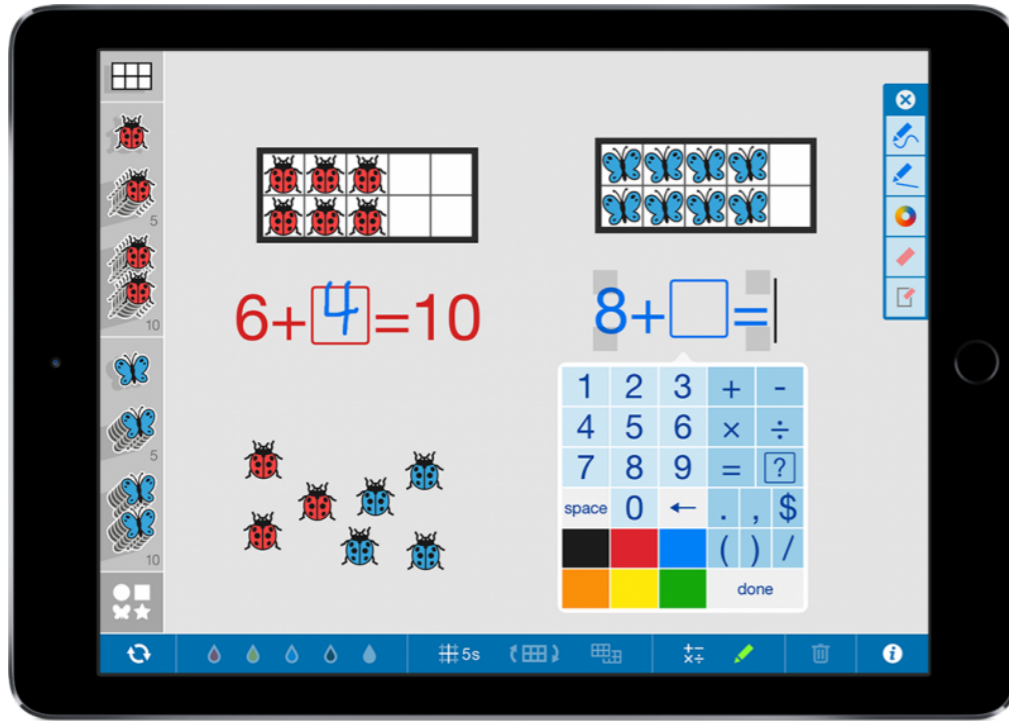 5
10
5
10
6+4=10
8+=
1 2 3 + -
4 5 6 × ÷
7 8 9 = ?
space 0 ← . , $
( ) /
done
5s
+−×÷
i